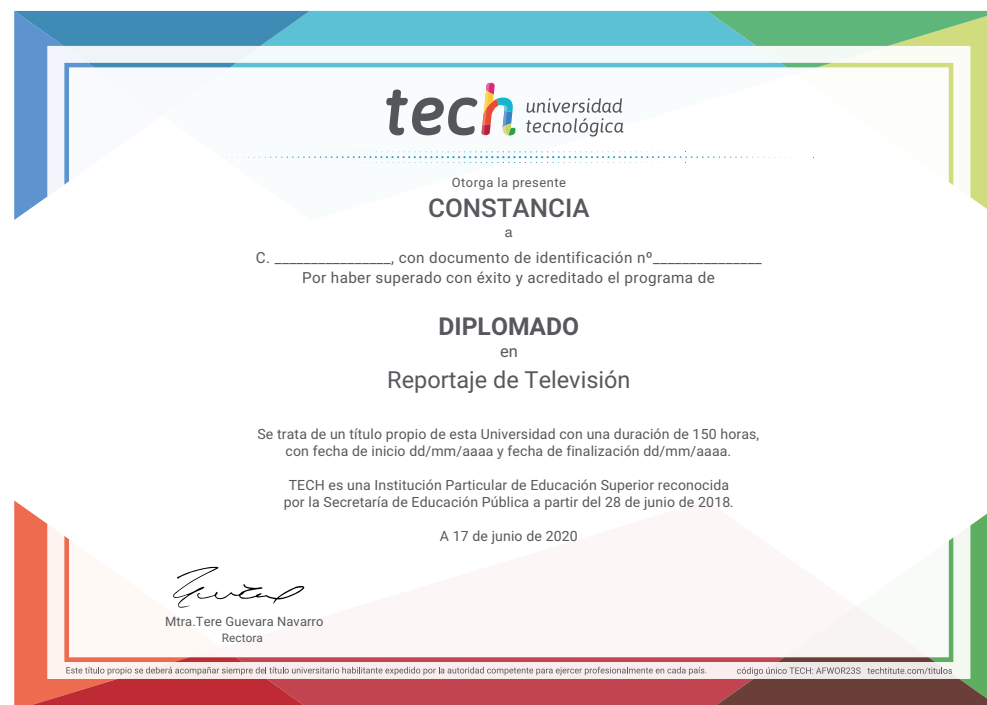 tech universidad tecnológica
Otorga la presente
CONSTANCIA
a
C. ________________, con documento de identificación nº_______________
Por haber superado con éxito y acreditado el programa de
DIPLOMADO
en
Reportaje de Televisión
Se trata de un título propio de esta Universidad con una duración de 150 horas,
con fecha de inicio dd/mm/aaaa y fecha de finalización dd/mm/aaaa.
TECH es una Institución Particular de Educación Superior reconocida
por la Secretaría de Educación Pública a partir del 28 de junio de 2018.
A 17 de junio de 2020
Mtra.Tere Guevara Navarro
Rectora
Este título propio se deberá acompañar siempre del título universitario habilitante expedido por la autoridad competente para ejercer profesionalmente en cada país. código único TECH: AFWOR23S techtitute.com/titulos